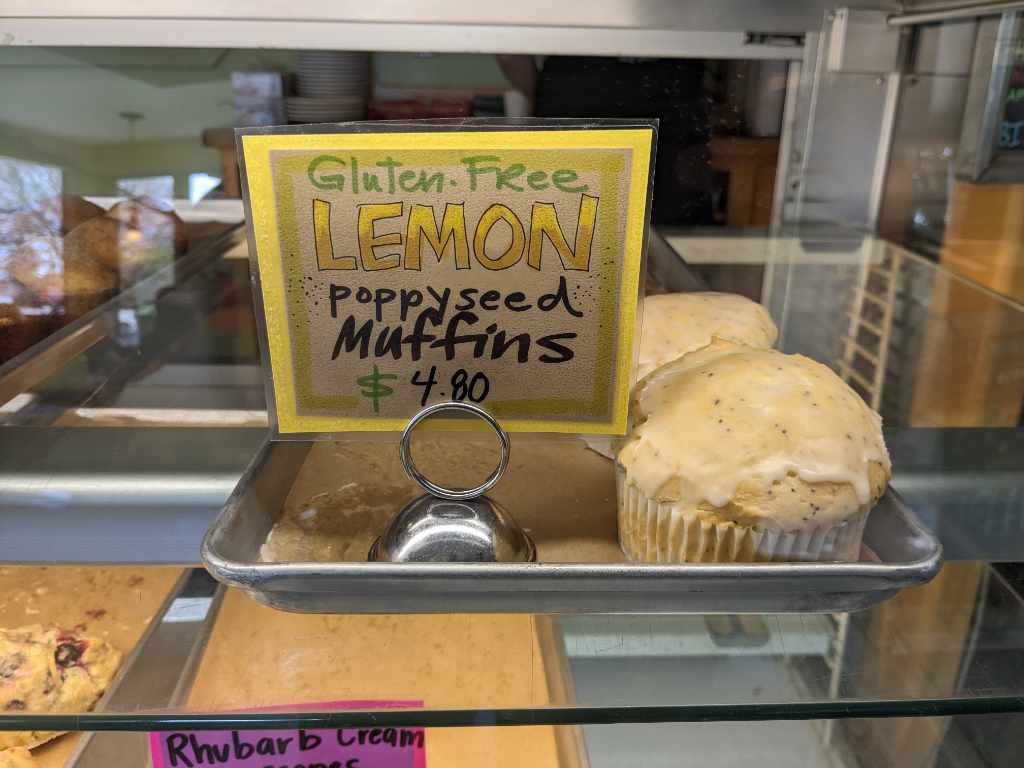 Gluten-Free
LEMON
poppyseed
Muffins
$ 4.80
Rhubarb Cream